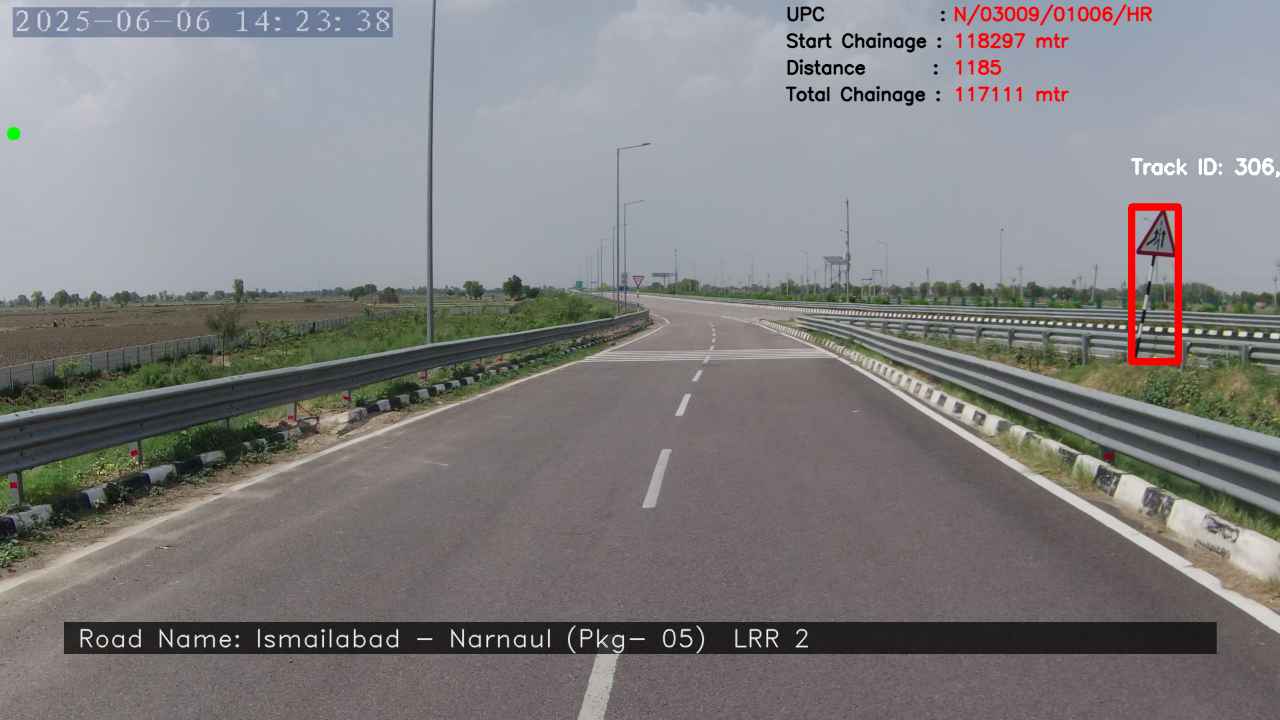 2025-06-06 14:23:38
UPC : N/03009/01006/HR
Start Chainage : 118297 mtr
Distance : 1185
Total Chainage : 117111 mtr
Track ID: 306,
Road Name: Ismailabad - Narnaul (Pkg- 05) LRR 2